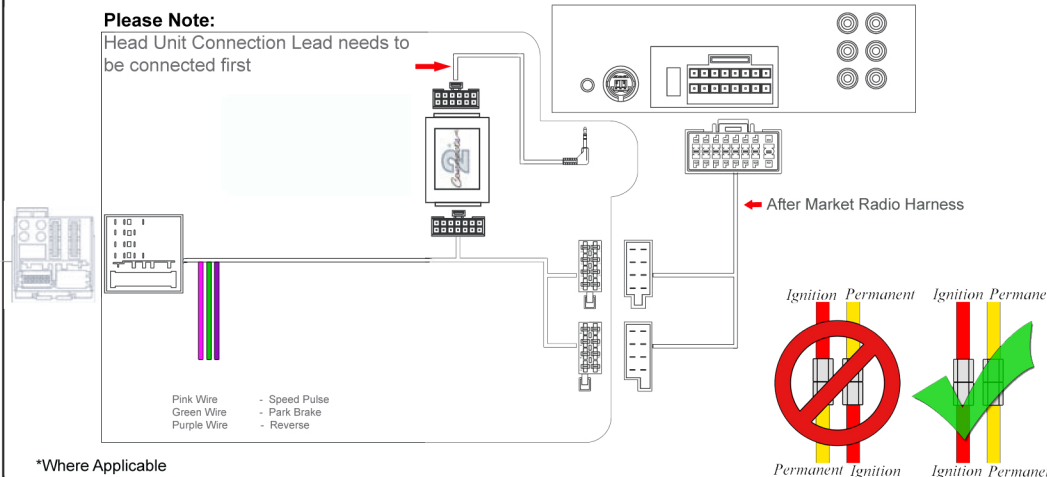 Please Note:
Head Unit Connection Lead needs to
be connected first
After Market Radio Harness
Ignition Permanent
Ignition Permane
Pink Wire - Speed Pulse
Green Wire - Park Brake
Purple Wire - Reverse
Permanent Ignition
Ignition Permane
*Where Applicable